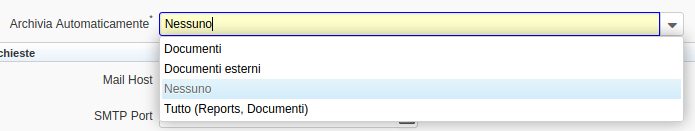 Archivia Automaticamente* Nessuno
Documenti
chieste
Documenti esterni
Mail Host
Nessuno
SMTP Port
Tutto (Reports, Documenti)